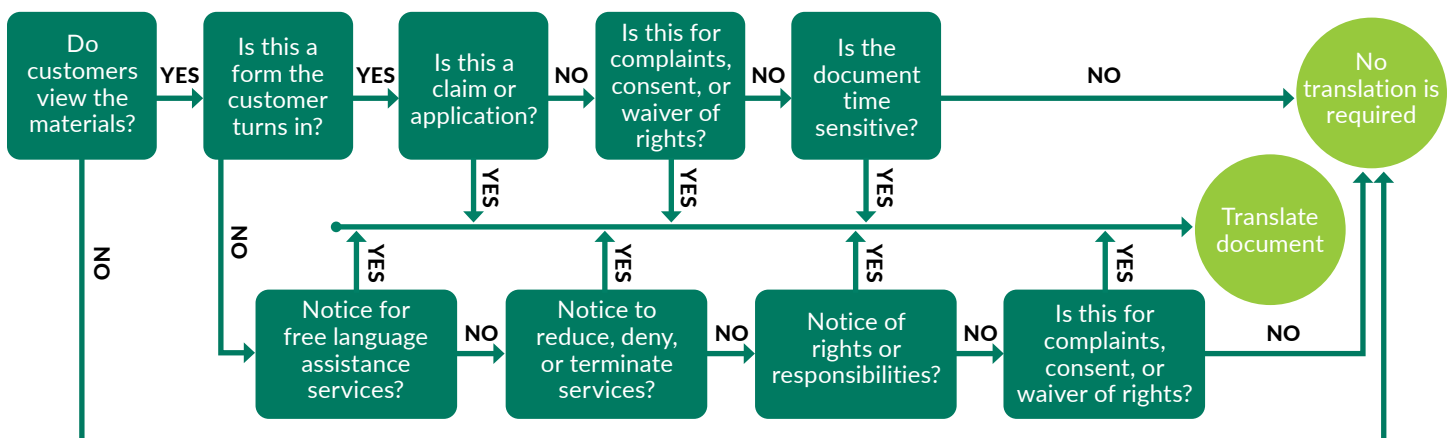 Do
customers
view the
materials?
YES
Is this a
form the
customer
turns in?
YES
Is this a
claim or
application?
NO
Is this for
complaints,
consent, or
waiver of
rights?
NO
Is the
document
time
sensitive?
NO
No
translation is
required
YES
YES
YES
Translate
document
NO
NO
YES
YES
YES
YES
Notice for
free language
assistance
services?
NO
Notice to
reduce, deny,
or terminate
services?
NO
Notice of
rights or
responsibilities?
NO
Is this for
complaints,
consent, or
waiver of rights?
NO